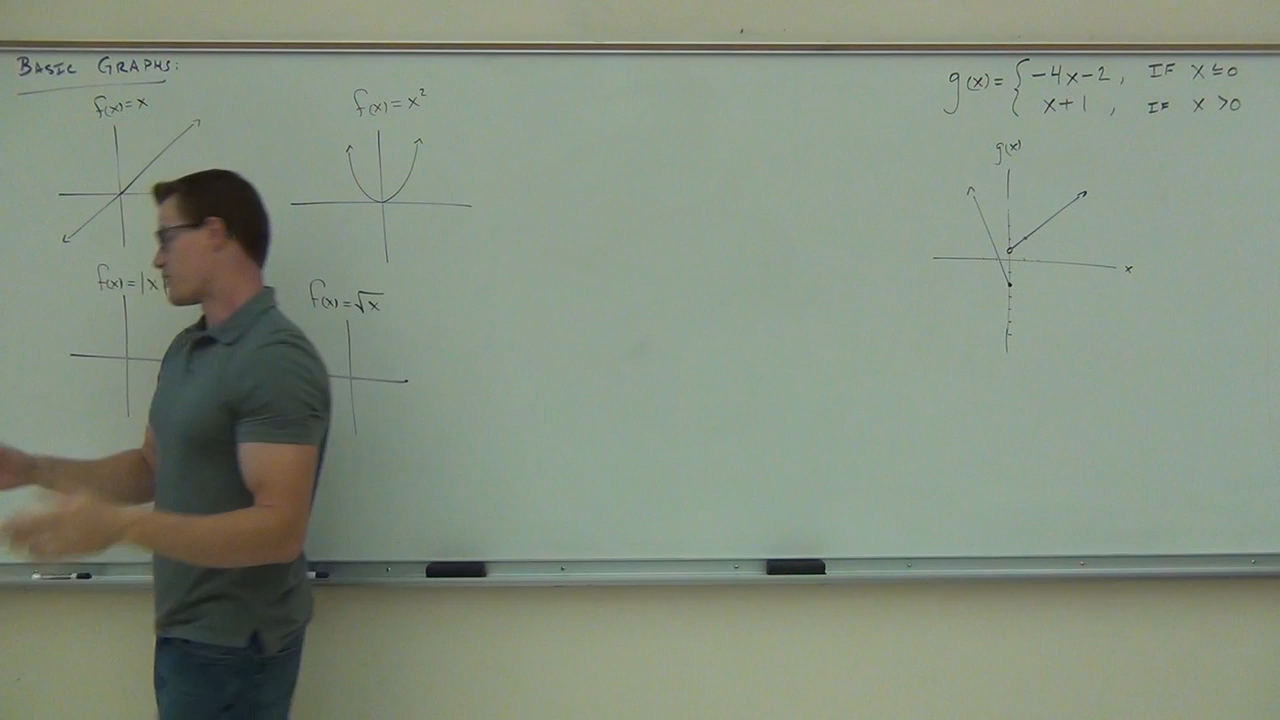 BASIC GRAPHS:
f(x)=x
f(x)=x²
f(x)=|x
f(x)=√x
g(x)={ -4x-2, IF x≤0
x+1, IF x>0
g(x)
x